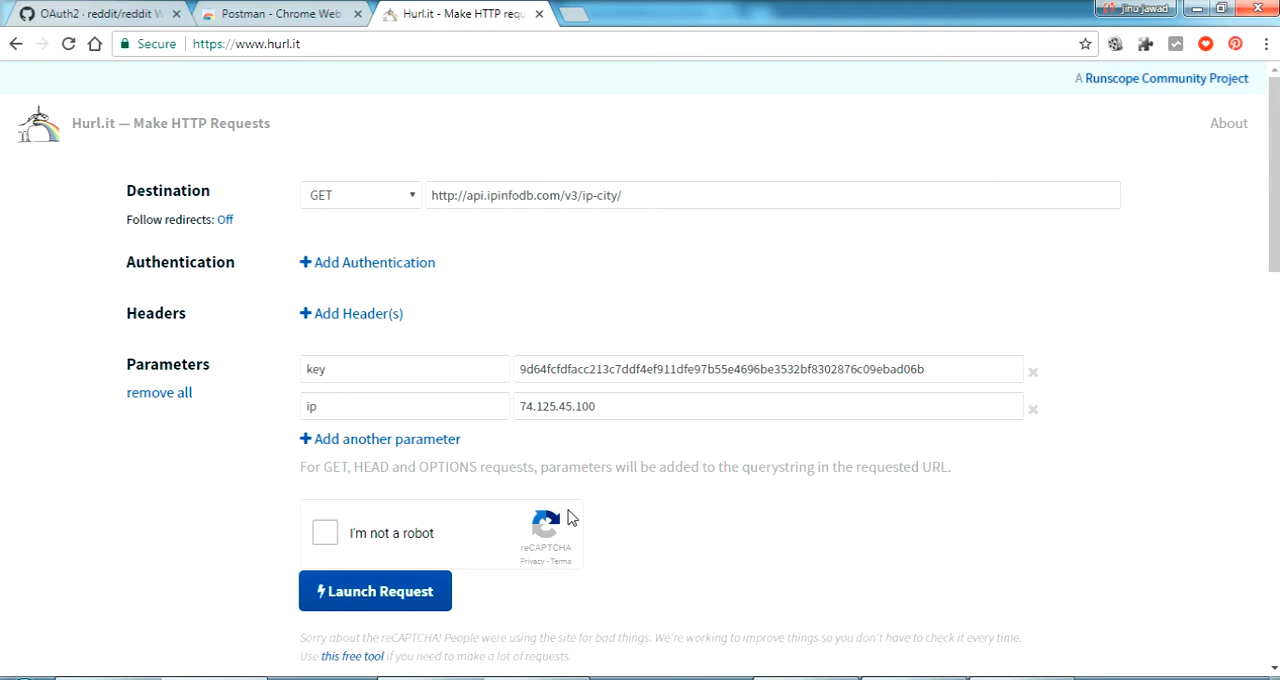 OAuth2 · reddit/reddit W
Postman - Chrome Web
Hurl.it - Make HTTP requ
jinu jawad
Secure
https://www.hurl.it
A Runscope Community Project
Hurl.it — Make HTTP Requests
About
Destination
GET
http://api.ipinfodb.com/v3/ip-city/
Follow redirects: Off
Authentication
Add Authentication
Headers
Add Header(s)
Parameters
key
9d64fcfdfacc213c7ddf4ef911dfe97b55e4696be3532bf8302876c09ebad06b
remove all
ip
74.125.45.100
Add another parameter
For GET, HEAD and OPTIONS requests, parameters will be added to the querystring in the requested URL.
I'm not a robot
reCAPTCHA
Privacy - Terms
Launch Request
Sorry about the reCAPTCHA! People were using the site for bad things. We're working to improve things so you don't have to check it every time.
Use this free tool if you need to make a lot of requests.